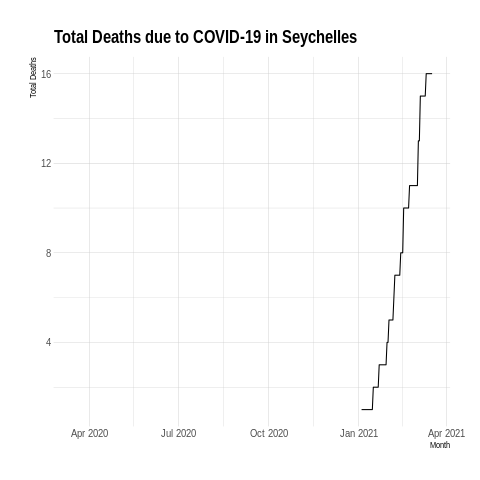 Total Deaths due to COVID-19 in Seychelles
Total Deaths
16
12
8
4
Apr 2020 Jul 2020 Oct 2020 Jan 2021 Apr 2021
Month